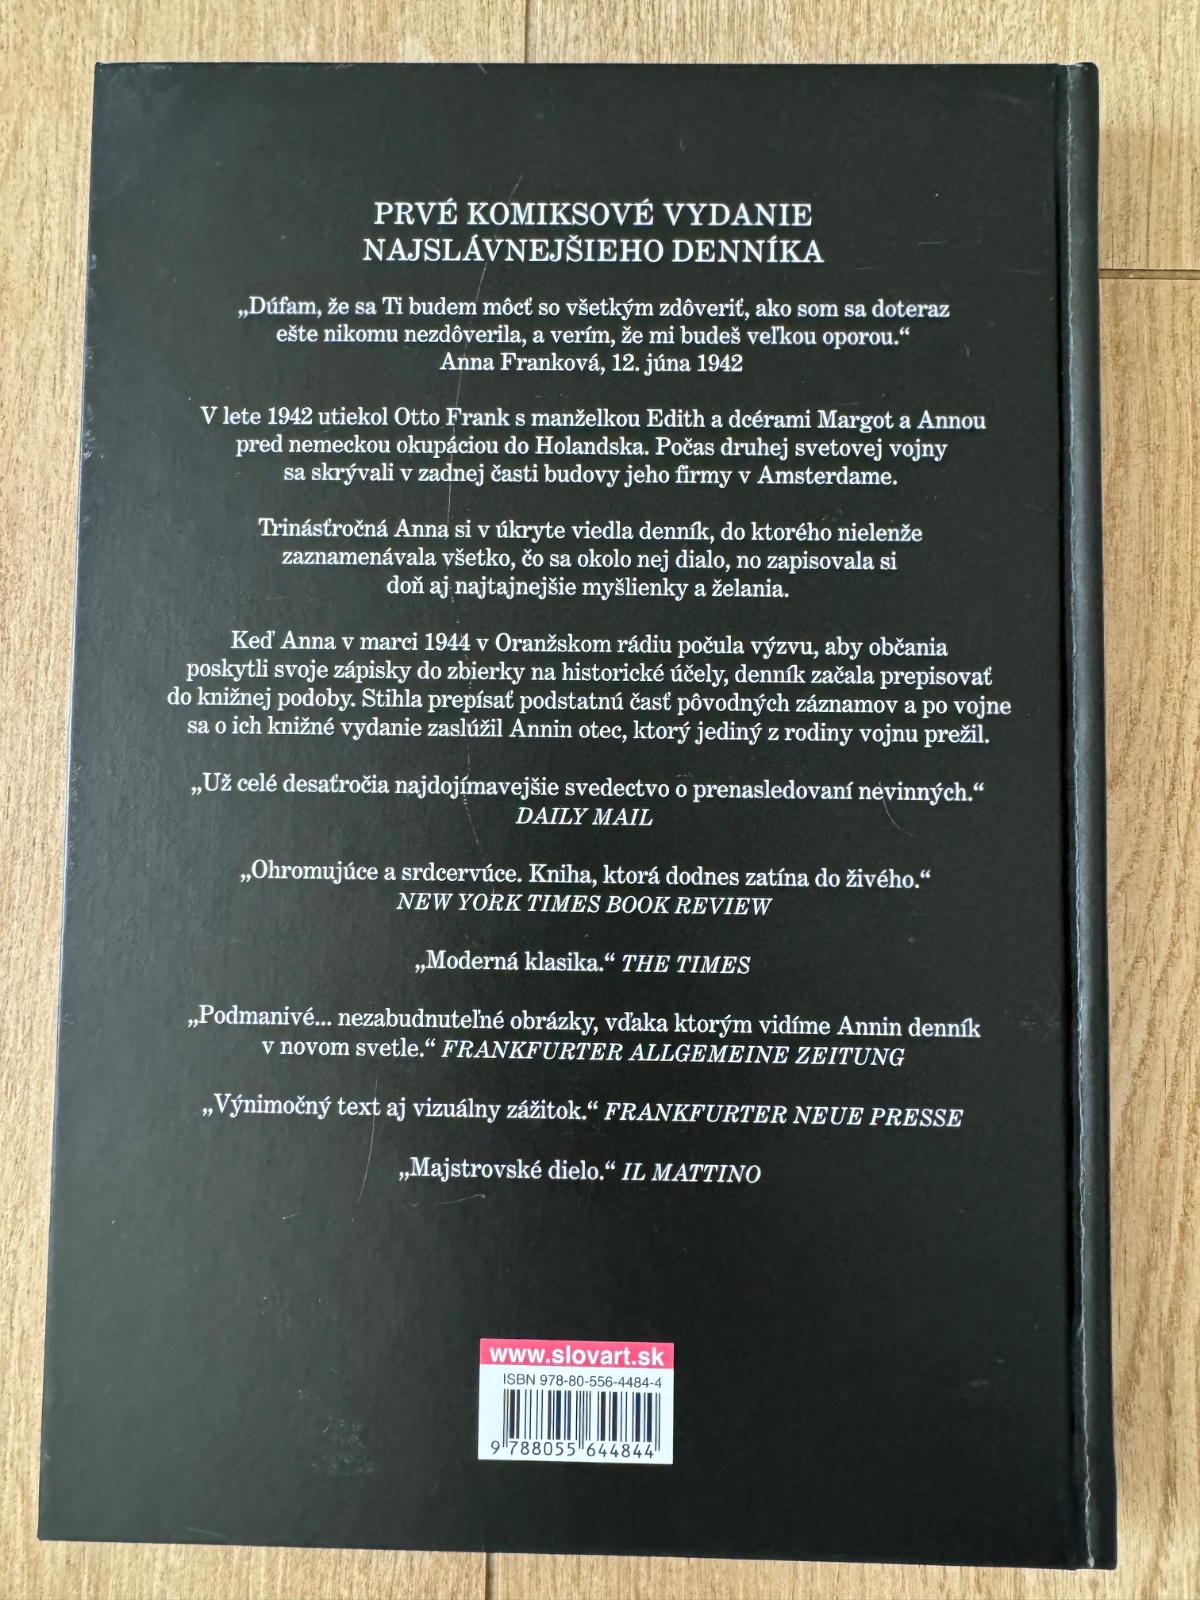 PRVÉ KOMIKSOVÉ VYDANIE
NAJSLÁVNEJŠIEHO DENNÍKA
„Dúfam, že sa Ti budem môcť so všetkým zdôveriť, ako som sa doteraz
ešte nikomu nezdôverila, a verím, že mi budeš veľkou oporou.“
Anna Franková, 12. júna 1942
V lete 1942 utiekol Otto Frank s manželkou Edith a dcérami Margot a Annou
pred nemeckou okupáciou do Holandska. Počas druhej svetovej vojny
sa skrývali v zadnej časti budovy jeho firmy v Amsterdame.
Trinásťročná Anna si v úkryte viedla denník, do ktorého nielenže
zaznamenávala všetko, čo sa okolo nej dialo, no zapisovala si
doň aj najtajnejšie myšlienky a želania.
Keď Anna v marci 1944 v Oranžskom rádiu počula výzvu, aby občania
poskytli svoje zápisky do zbierky na historické účely, denník začala prepisovať
do knižnej podoby. Stihla prepísať podstatnú časť pôvodných záznamov a po vojne
sa o ich knižné vydanie zaslúžil Annin otec, ktorý jediný z rodiny vojnu prežil.
„Už celé desaťročia najdojímavejšie svedectvo o prenasledovaní nevinných.“
DAILY MAIL
„Ohromujúce a srdcervúce. Kniha, ktorá dodnes zatína do živého.“
NEW YORK TIMES BOOK REVIEW
„Moderná klasika.“ THE TIMES
„Podmanivé... nezabudnuteľné obrázky, vďaka ktorým vidíme Annin denník
v novom svetle.“ FRANKFURTER ALLGEMEINE ZEITUNG
„Výnimočný text aj vizuálny zážitok.“ FRANKFURTER NEUE PRESSE
„Majstrovské dielo.“ IL MATTINO
www.slovart.sk
ISBN 978-80-556-4484-4
9 788055 644844